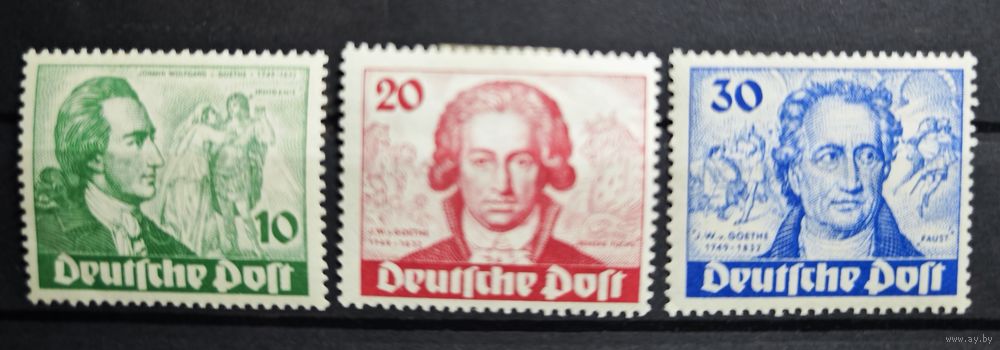 JOHANN WOLFGANG v. GOETHE • 1749-1832
IPHIGENIE
10
Deutsche Post
20
J.W.v. GOETHE
1749-1832
REINEKE FUCHS
Deutsche Post
30
J.W.v. GOETHE
1749-1832
"FAUST"
Deutsche Post
www.ay.by